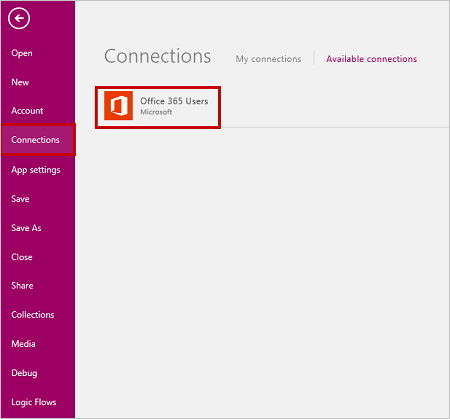 Open
New
Account
Connections
App settings
Save
Save As
Close
Share
Collections
Media
Debug
Logic Flows
Connections My connections Available connections
Office 365 Users
Microsoft